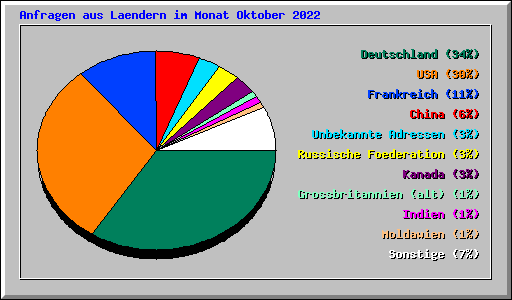 Anfragen aus Laendern im Monat Oktober 2022
Deutschland (34%)
USA (30%)
Frankreich (11%)
China (6%)
Unbekannte Adressen (3%)
Russische Foederation (3%)
Kanada (3%)
Grossbritannien (alt) (1%)
Indien (1%)
Moldawien (1%)
Sonstige (7%)